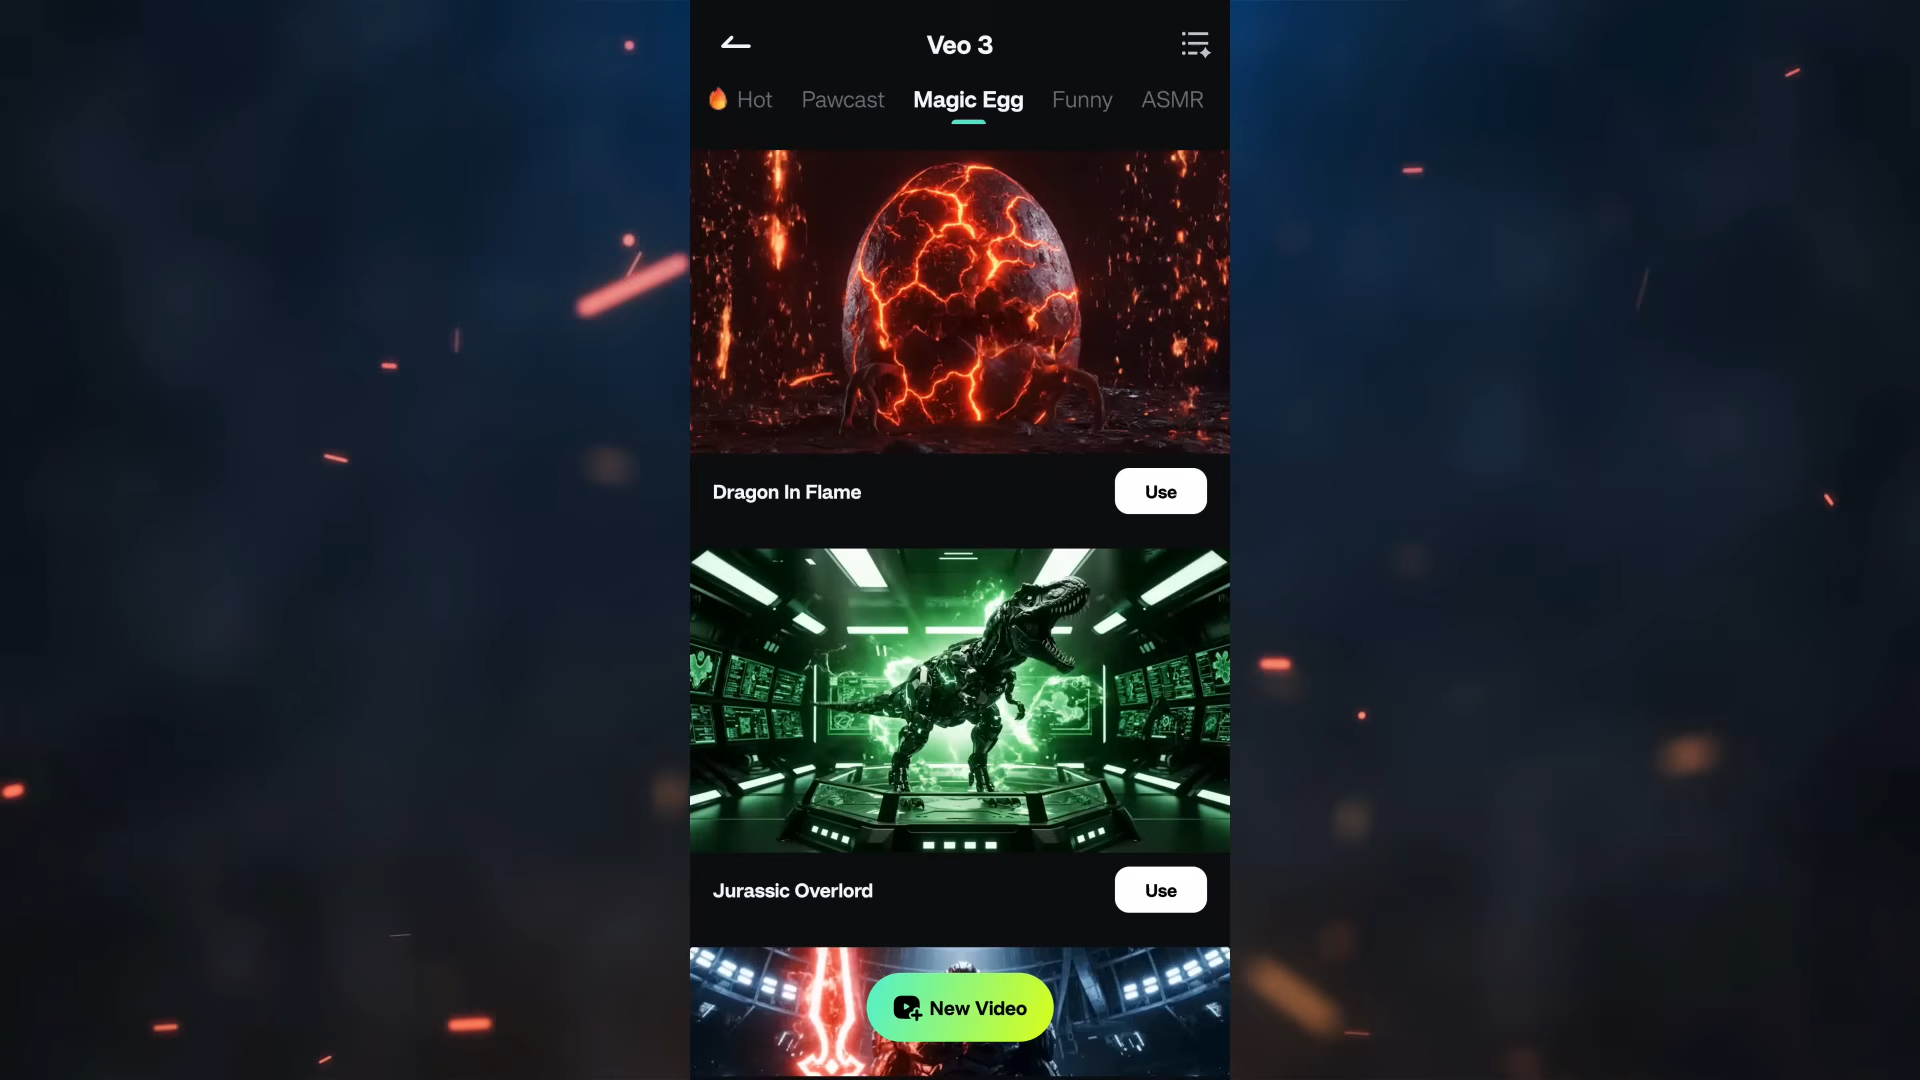 Veo 3
Hot Pawcast Magic Egg Funny ASMR
Dragon In Flame Use
Jurassic Overlord Use
New Video